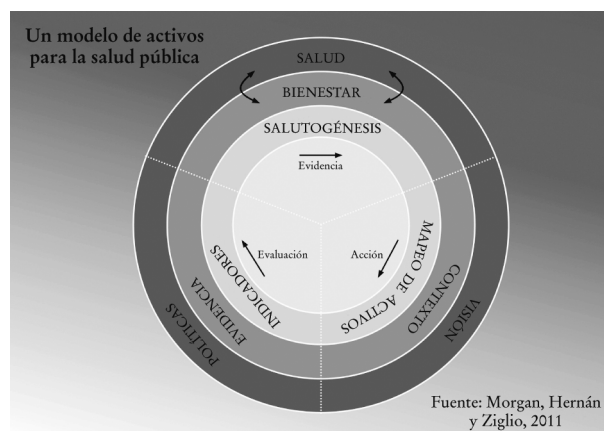 Un modelo de activos
para la salud pública
SALUD
BIENESTAR
SALUTOGÉNESIS
Evidencia
Evaluación
Acción
INDICADORES
EVIDENCIA
POLÍTICAS
MAPEO DE ACTIVOS
CONTEXTO
VISIÓN
Fuente: Morgan, Hernán
y Ziglio, 2011